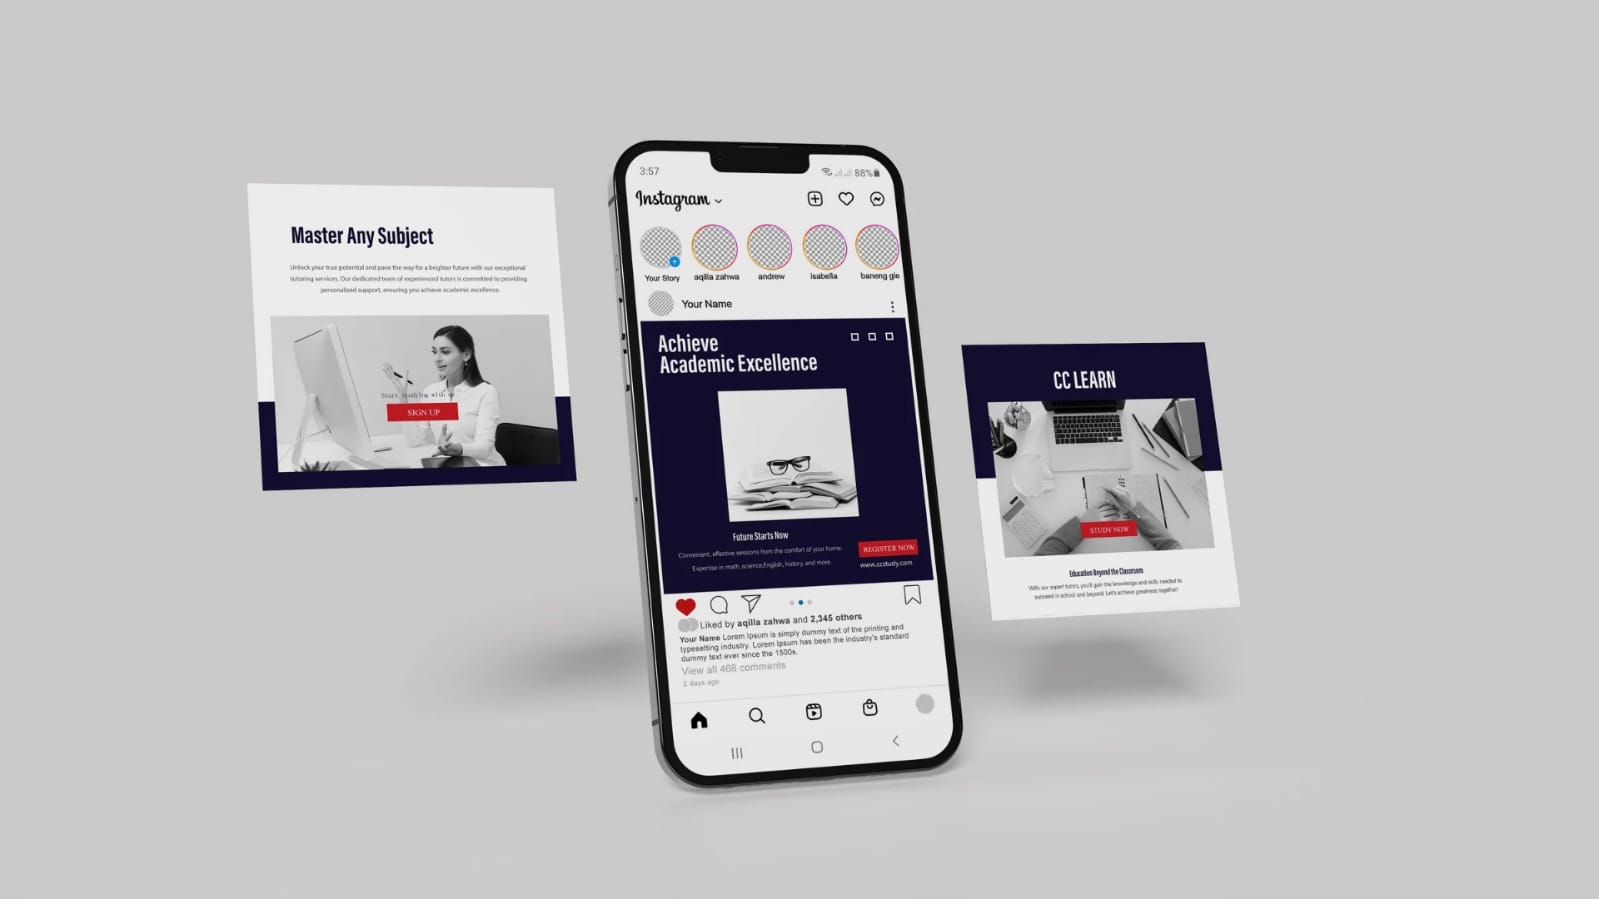 Master Any Subject
Unlock your true potential and pave the way for a brighter future with our exceptional
tutoring services. Our dedicated team of experienced tutors is committed to providing
personalized support, ensuring you achieve academic excellence.
Start studying with
SIGN UP
3:57
88%
Instagram
Your Story
aqilla zahwa
andrew
isabella
baneng gie
Your Name
Achieve
Academic Excellence
Future Starts Now
Convenient, effective sessions from the comfort of your home.
Expertise in math, science,English, history, and more.
REGISTER NOW
www.ccstudy.com
Liked by aqilla zahwa and 2,345 others
Your Name Lorem Ipsum is simply dummy text of the printing and
typesetting industry. Lorem Ipsum has been the industry's standard
dummy text ever since the 1500s.
View all 468 comments
2 days ago
CC LEARN
STUDY NOW
Education Beyond the Classroom
With our expert tutors, you'll gain the knowledge and skills needed to
succeed in school and beyond. Let's achieve greatness together!